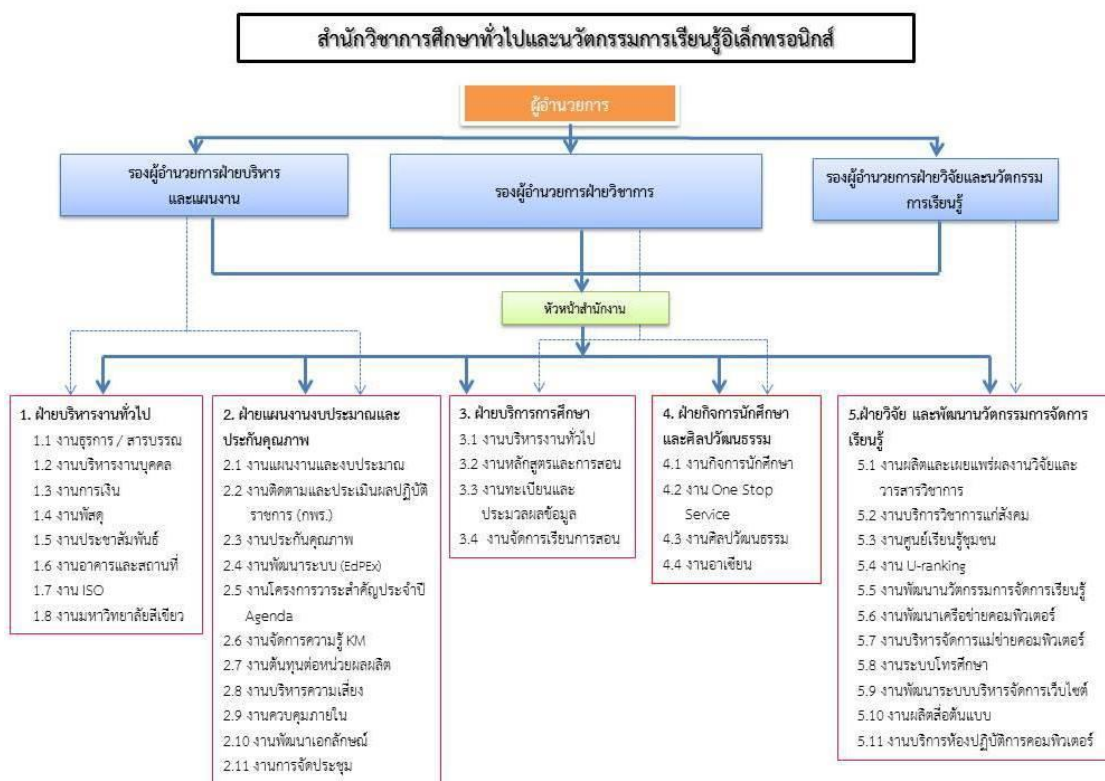 สำนักวิชาการศึกษาทั่วไปและนวัตกรรมการเรียนรู้อิเล็กทรอนิกส์
ผู้อำนวยการ
รองผู้อำนวยการฝ่ายบริหาร
และแผนงาน
รองผู้อำนวยการฝ่ายวิชาการ
รองผู้อำนวยการฝ่ายวิจัยและนวัตกรรม
การเรียนรู้
หัวหน้าสำนักงาน
1. ฝ่ายบริหารงานทั่วไป
1.1 งานธุรการ / สารบรรณ
1.2 งานบริหารงานบุคคล
1.3 งานการเงิน
1.4 งานพัสดุ
1.5 งานประชาสัมพันธ์
1.6 งานอาคารและสถานที่
1.7 งาน ISO
1.8 งานมหาวิทยาลัยสีเขียว
2. ฝ่ายแผนงานงบประมาณและ
ประกันคุณภาพ
2.1 งานแผนงานและงบประมาณ
2.2 งานติดตามและประเมินผลปฏิบัติ
ราชการ (กพร.)
2.3 งานประกันคุณภาพ
2.4 งานพัฒนาระบบ (EdPEx)
2.5 งานโครงการวาระสำคัญประจำปี
Agenda
2.6 งานจัดการความรู้ KM
2.7 งานต้นทุนต่อหน่วยผลผลิต
2.8 งานบริหารความเสี่ยง
2.9 งานควบคุมภายใน
2.10 งานพัฒนาเอกลักษณ์
2.11 งานการจัดประชุม
3. ฝ่ายบริการการศึกษา
3.1 งานบริหารงานทั่วไป
3.2 งานหลักสูตรและการสอน
3.3 งานทะเบียนและ
ประมวลผลข้อมูล
3.4 งานจัดการเรียนการสอน
4. ฝ่ายกิจการนักศึกษา
และศิลปวัฒนธรรม
4.1 งานกิจการนักศึกษา
4.2 งาน One Stop
Service
4.3 งานศิลปวัฒนธรรม
4.4 งานอาเซียน
5.ฝ่ายวิจัย และพัฒนานวัตกรรมการจัดการ
เรียนรู้
5.1 งานผลิตและเผยแพร่ผลงานวิจัยและ
วารสารวิชาการ
5.2 งานบริการวิชาการแก่สังคม
5.3 งานศูนย์เรียนรู้ชุมชน
5.4 งาน U-ranking
5.5 งานพัฒนานวัตกรรมการจัดการเรียนรู้
5.6 งานพัฒนาเครือข่ายคอมพิวเตอร์
5.7 งานบริหารจัดการแม่ข่ายคอมพิวเตอร์
5.8 งานระบบโทรศึกษา
5.9 งานพัฒนาระบบบริหารจัดการเว็บไซต์
5.10 งานผลิตสื่อต้นแบบ
5.11 งานบริการห้องปฏิบัติการคอมพิวเตอร์